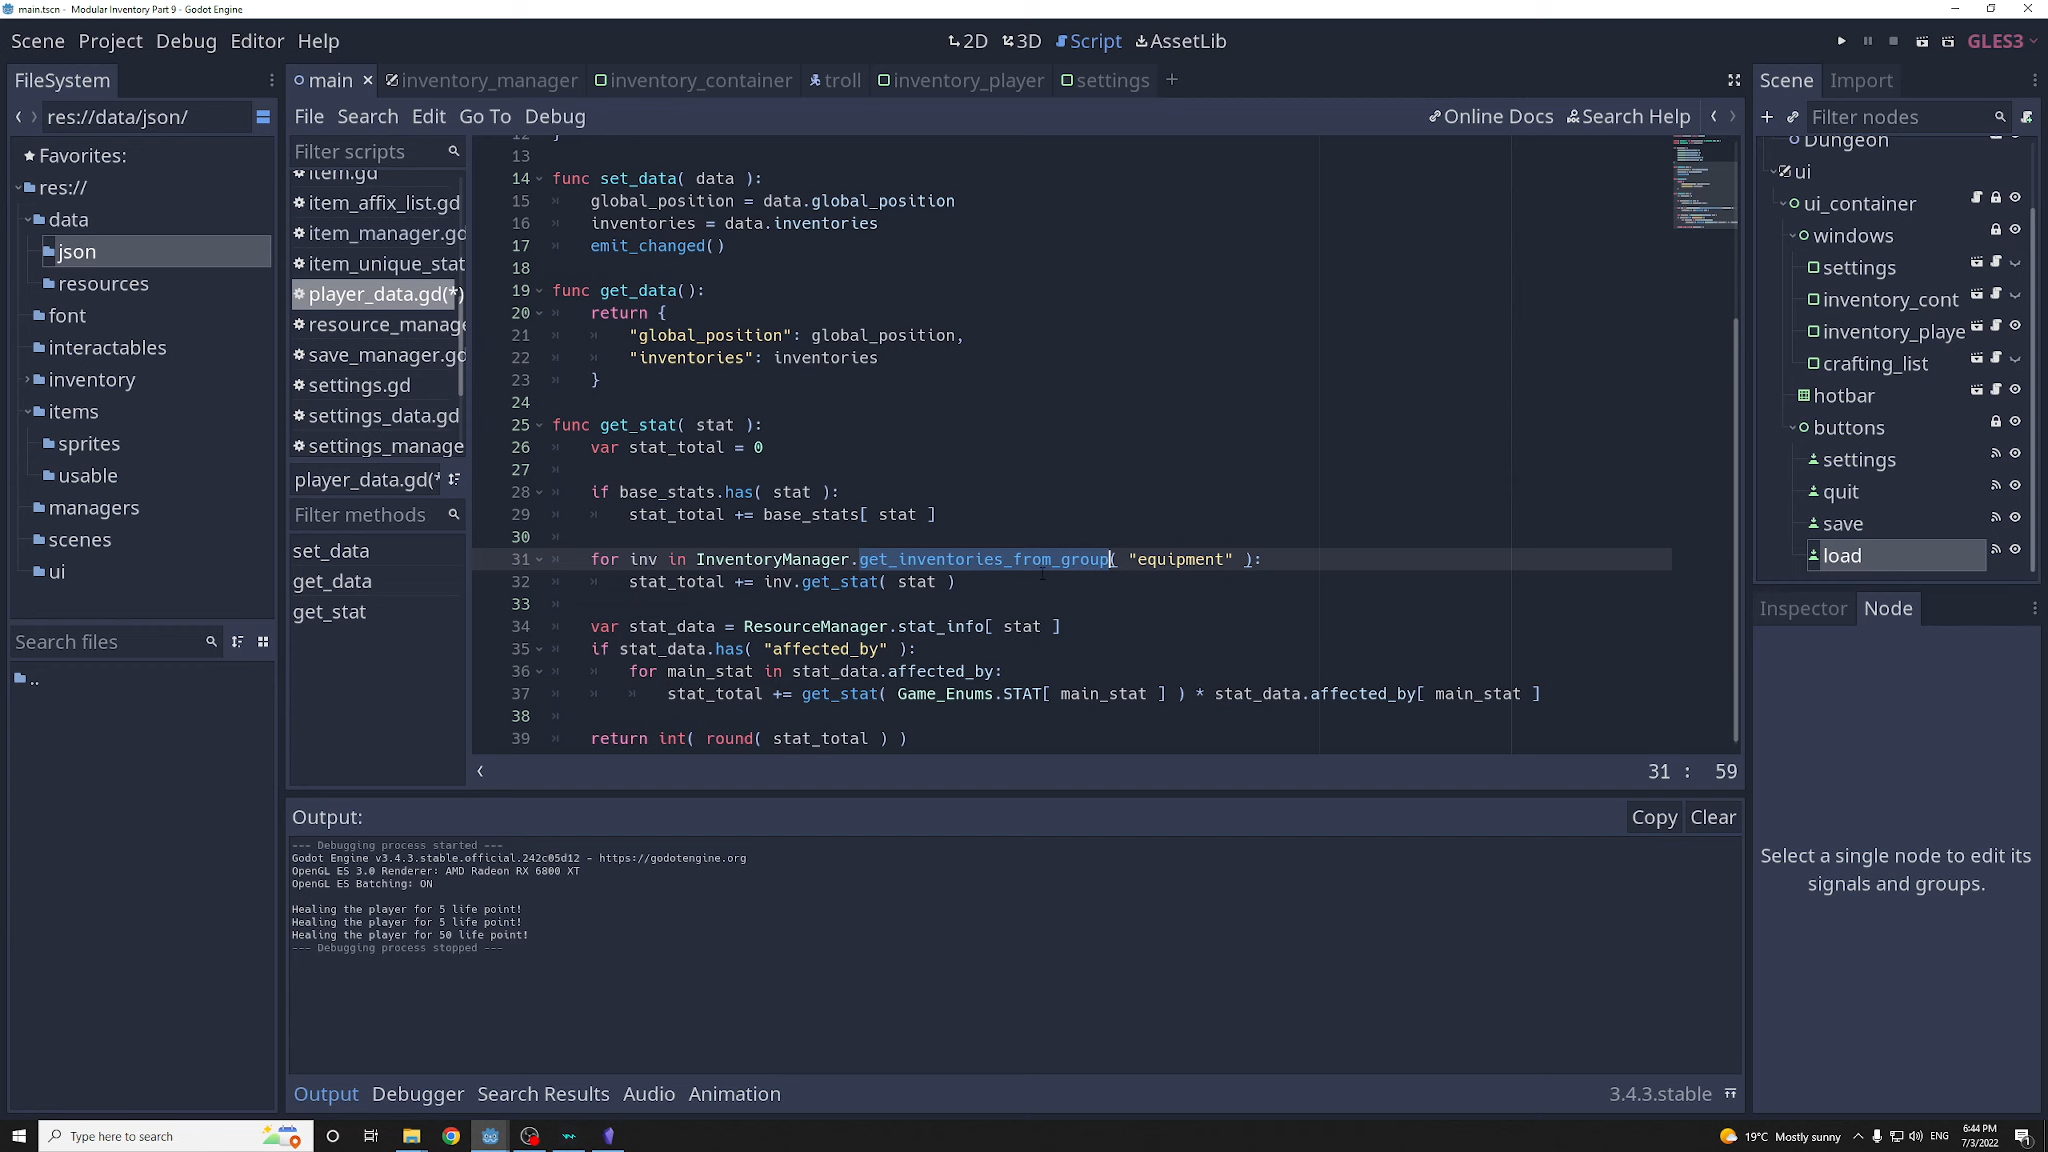 main.tscn - Modular Inventory Part 9 - Godot Engine
Scene Project Debug Editor Help
2D 3D Script AssetLib
GLES3
FileSystem
res://data/json/
Favorites:
res://
data
json
resources
font
interactables
inventory
items
sprites
usable
managers
scenes
ui
Search files
..
main inventory_manager inventory_container troll inventory_player settings
File Search Edit Go To Debug
Online Docs Search Help
Filter scripts
item.gd
item_affix_list.gd
item_manager.gd
item_unique_stat
player_data.gd(*)
resource_manage
save_manager.gd
settings.gd
settings_data.gd
settings_manage
player_data.gd(*
Filter methods
set_data
get_data
get_stat
12 }
13
14 func set_data( data ):
15 global_position = data.global_position
16 inventories = data.inventories
17 emit_changed()
18
19 func get_data():
20 return {
21 "global_position": global_position,
22 "inventories": inventories
23 }
24
25 func get_stat( stat ):
26 var stat_total = 0
27
28 if base_stats.has( stat ):
29 stat_total += base_stats[ stat ]
30
31 for inv in InventoryManager.get_inventories_from_group( "equipment" ):
32 stat_total += inv.get_stat( stat )
33
34 var stat_data = ResourceManager.stat_info[ stat ]
35 if stat_data.has( "affected_by" ):
36 for main_stat in stat_data.affected_by:
37 stat_total += get_stat( Game_Enums.STAT[ main_stat ] ) * stat_data.affected_by[ main_stat ]
38
39 return int( round( stat_total ) )
31 : 59
Output:
Copy Clear
--- Debugging process started ---
Godot Engine v3.4.3.stable.official.242c05d12 - https://godotengine.org
OpenGL ES 3.0 Renderer: AMD Radeon RX 6800 XT
OpenGL ES Batching: ON
Healing the player for 5 life point!
Healing the player for 5 life point!
Healing the player for 50 life point!
--- Debugging process stopped ---
Output Debugger Search Results Audio Animation
3.4.3.stable
Scene Import
Filter nodes
Dungeon
ui
ui_container
windows
settings
inventory_cont
inventory_playe
crafting_list
hotbar
buttons
settings
quit
save
load
Inspector Node
Select a single node to edit its
signals and groups.
Type here to search
19°C Mostly sunny
ENG
6:44 PM
7/3/2022
1